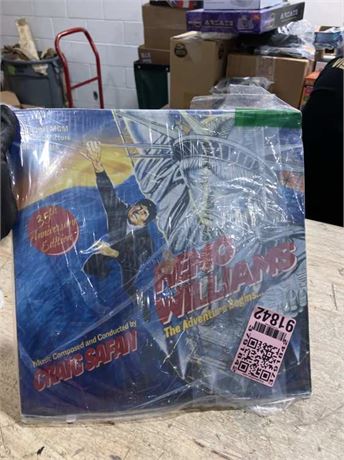 ARCADE
35th
Anniversary
Edition!
REMO
WILLIAMS
The Adventure Begins...
Music Composed and Conducted by
CRAIG SAFAN
91842